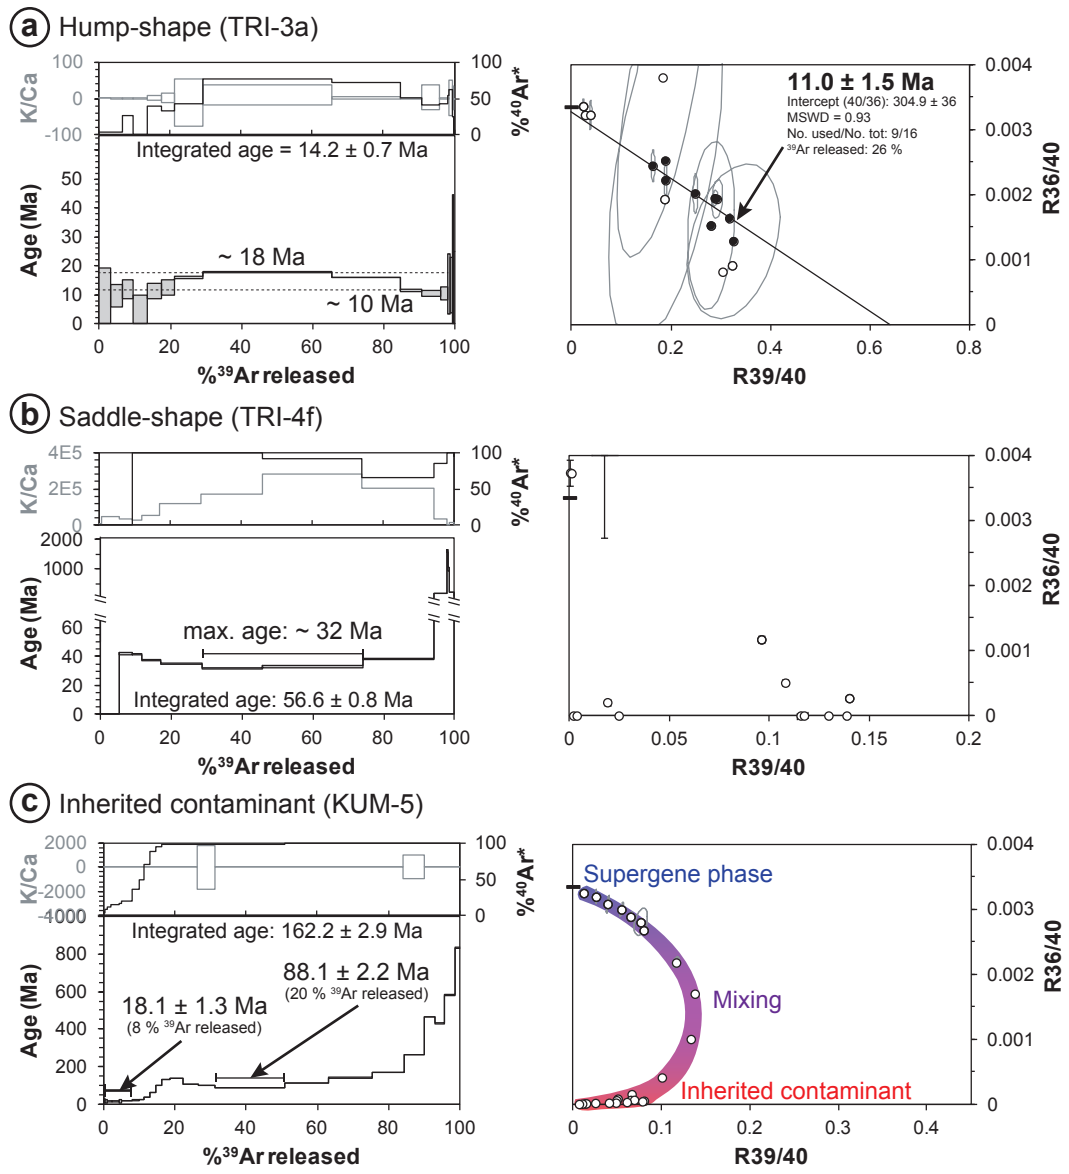 a Hump-shape (TRI-3a)
K/Ca
100
0
-100
100
50
0
%40Ar*
Integrated age = 14.2 ± 0.7 Ma
Age (Ma)
50
40
30
20
10
0
~ 18 Ma
~ 10 Ma
0 20 40 60 80 100
%39Ar released
11.0 ± 1.5 Ma
Intercept (40/36): 304.9 ± 36
MSWD = 0.93
No. used/No. tot: 9/16
39Ar released: 26 %
0.004
0.003
0.002
0.001
0
R36/40
0 0.2 0.4 0.6 0.8
R39/40
b Saddle-shape (TRI-4f)
K/Ca
4E5
2E5
0
100
50
0
%40Ar*
Age (Ma)
2000
1000
60
40
20
0
max. age: ~ 32 Ma
Integrated age: 56.6 ± 0.8 Ma
0 20 40 60 80 100
%39Ar released
0.004
0.003
0.002
0.001
0
R36/40
0 0.05 0.1 0.15 0.2
R39/40
c Inherited contaminant (KUM-5)
K/Ca
2000
0
-2000
-4000
100
50
0
%40Ar*
Integrated age: 162.2 ± 2.9 Ma
Age (Ma)
800
600
400
200
0
88.1 ± 2.2 Ma
(20 % 39Ar released)
18.1 ± 1.3 Ma
(8 % 39Ar released)
0 20 40 60 80 100
%39Ar released
Supergene phase
Mixing
Inherited contaminant
0.004
0.003
0.002
0.001
0
R36/40
0 0.1 0.2 0.3 0.4
R39/40